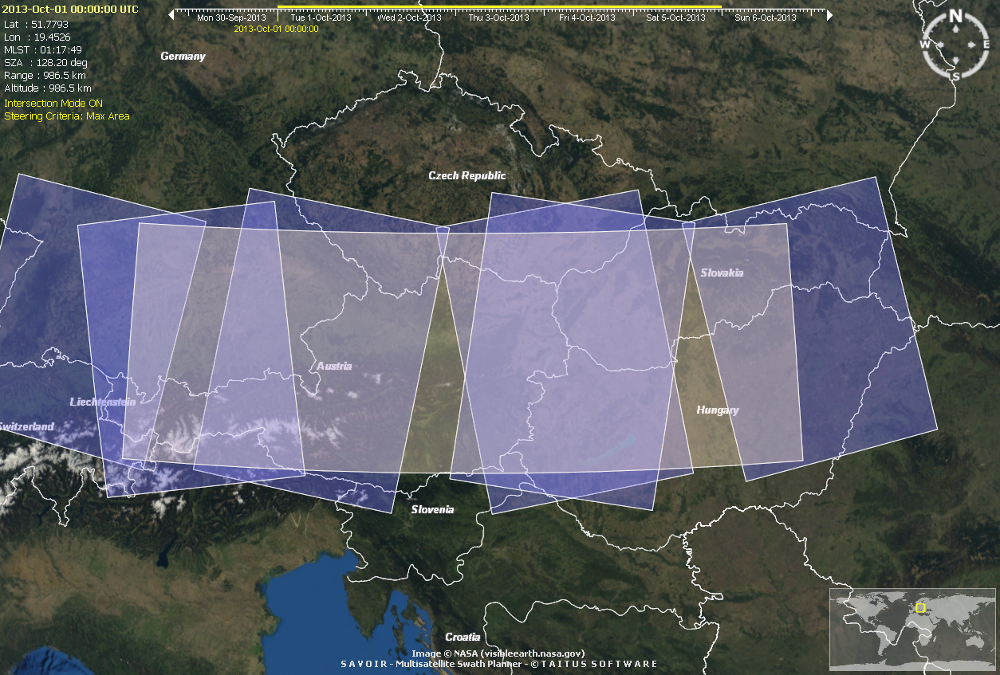 2013-Oct-01 00:00:00 UTC
Mon 30-Sep-2013 Tue 1-Oct-2013 Wed 2-Oct-2013 Thu 3-Oct-2013 Fri 4-Oct-2013 Sat 5-Oct-2013 Sun 6-Oct-2013
2013-Oct-01 00:00:00
Lat : 51.7793
Lon : 19.4526
MLST : 01:17:49
SZA : 128.20 deg
Range : 986.5 km
Altitude : 986.5 km
Intersection Mode ON
Steering Criteria: Max Area
N
W E
S
Germany
Czech Republic
Slovakia
Austria
Liechtenstein
Hungary
Switzerland
Slovenia
Croatia
Image © NASA (visibleearth.nasa.gov)
S A V O I R - Multisatellite Swath Planner - © T A I T U S S O F T W A R E